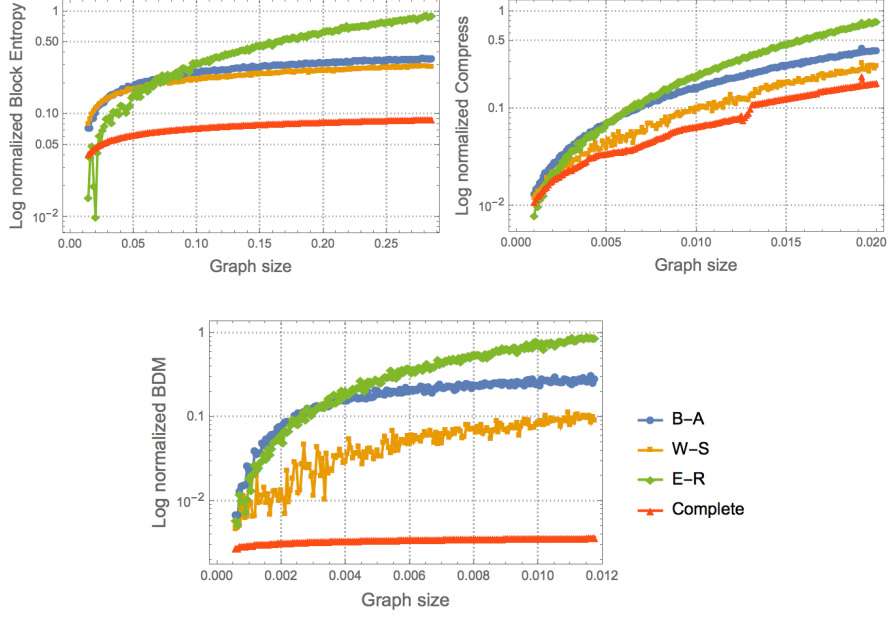 Log normalized Block Entropy
1
0.50
0.10
0.05
10⁻²
0.00 0.05 0.10 0.15 0.20 0.25
Graph size
Log normalized Compress
1
0.5
0.1
10⁻²
0.000 0.005 0.010 0.015 0.020
Graph size
Log normalized BDM
1
0.1
10⁻²
0.000 0.002 0.004 0.006 0.008 0.010 0.012
Graph size
B–A
W–S
E–R
Complete